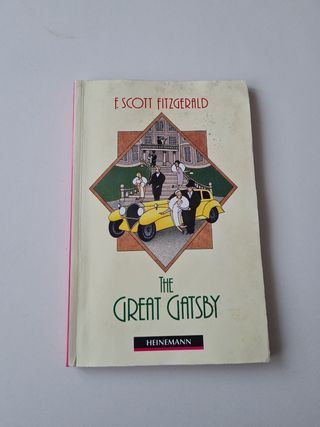 F. SCOTT FITZGERALD
THE
GREAT GATSBY
HEINEMANN